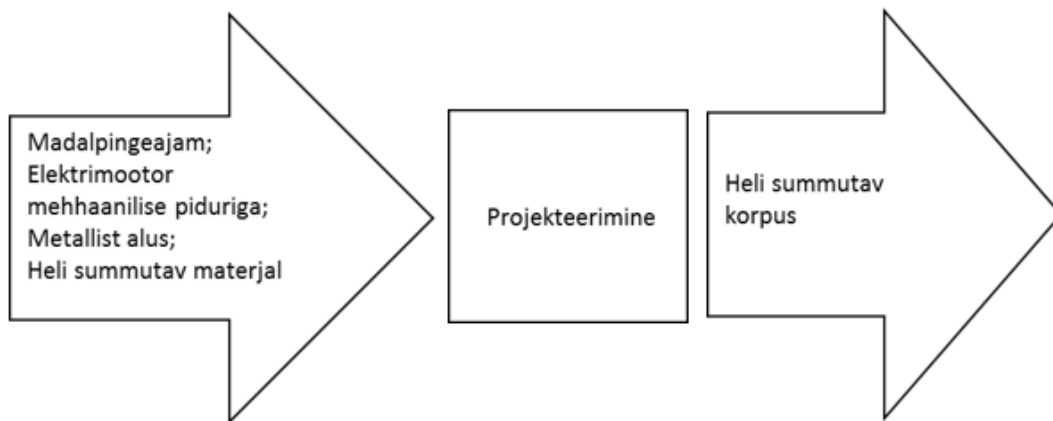 Madalpingeajam;
Elektrimootor
mehhaanilise piduriga;
Metallist alus;
Heli summutav materjal
Projekteerimine
Heli summutav
korpus